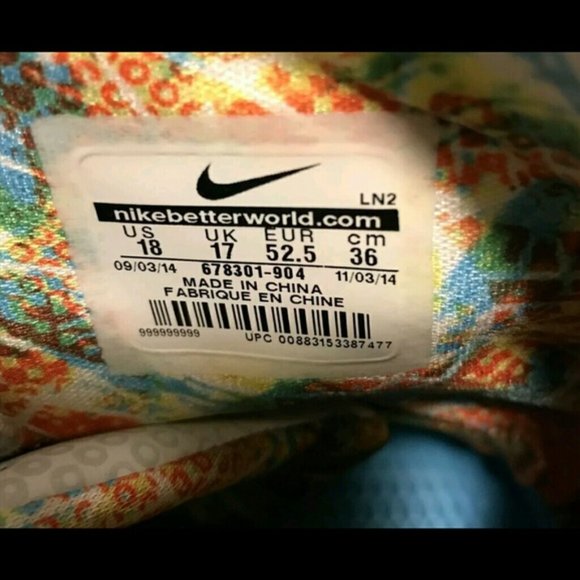 LN2
nikebetterworld.com
US UK EUR cm
18 17 52.5 36
09/03/14 678301-904 11/03/14
MADE IN CHINA
FABRIQUE EN CHINE
999999999 UPC 00883153387477